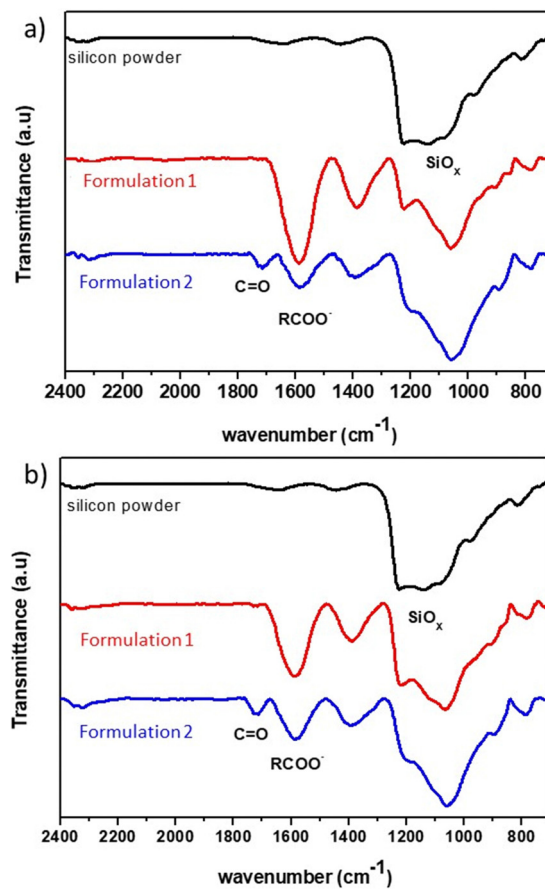 a)
silicon powder
SiOx
Formulation 1
Formulation 2
C=O
RCOO-
Transmittance (a.u)
2400 2200 2000 1800 1600 1400 1200 1000 800
wavenumber (cm-1)
b)
silicon powder
SiOx
Formulation 1
Formulation 2
C=O
RCOO-
Transmittance (a.u)
2400 2200 2000 1800 1600 1400 1200 1000 800
wavenumber (cm-1)